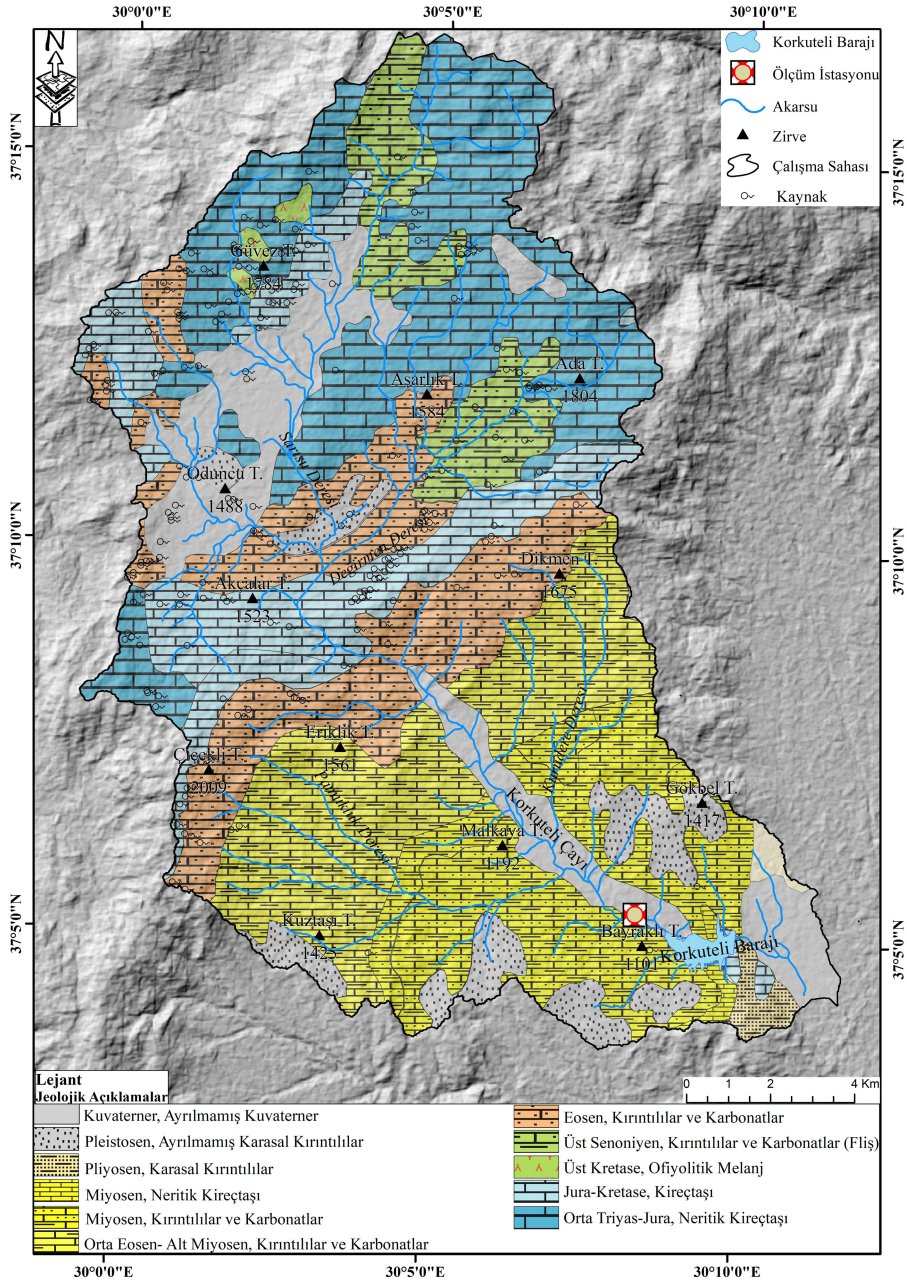 30°0'0"
30°5'0"N
30°10'0"N
N
Korkuteli Barajı
Ölçüm İstasyonu
Akarsu
Zirve
Çalışma Sahası
Kaynak
37°15'0"N
37°15'0"N
Güvez T.
1784
Ada T.
1804
Aşarlık T.
1584
Sarısu Deresi
Oduncu T.
1488
37°10'0"N
37°10'0"N
Değirmen Deresi
Dikmen T.
1675
Akçalar T.
1523
Eriklik T.
1561
Çiçekli T.
2009
Pamukluk Deresi
Gökbel T.
1417
Korkuteli Çayı
Malkaya T.
1192
37°5'0"N
37°5'0"N
Kuztaşı T.
1425
Bayraklı T.
1101
Korkuteli Barajı
0 1 2 4 Km
Lejant
Jeolojik Açıklamalar
Kuvaterner, Ayrılmamış Kuvaterner
Pleistosen, Ayrılmamış Karasal Kırıntılılar
Pliyosen, Karasal Kırıntılılar
Miyosen, Neritik Kireçtaşı
Miyosen, Kırıntılılar ve Karbonatlar
Orta Eosen- Alt Miyosen, Kırıntılılar ve Karbonatlar
Eosen, Kırıntılılar ve Karbonatlar
Üst Senoniyen, Kırıntılılar ve Karbonatlar (Fliş)
Üst Kretase, Ofiyolitik Melanj
Jura-Kretase, Kireçtaşı
Orta Triyas-Jura, Neritik Kireçtaşı
30°0'0"N
30°5'0"N
30°10'0"N